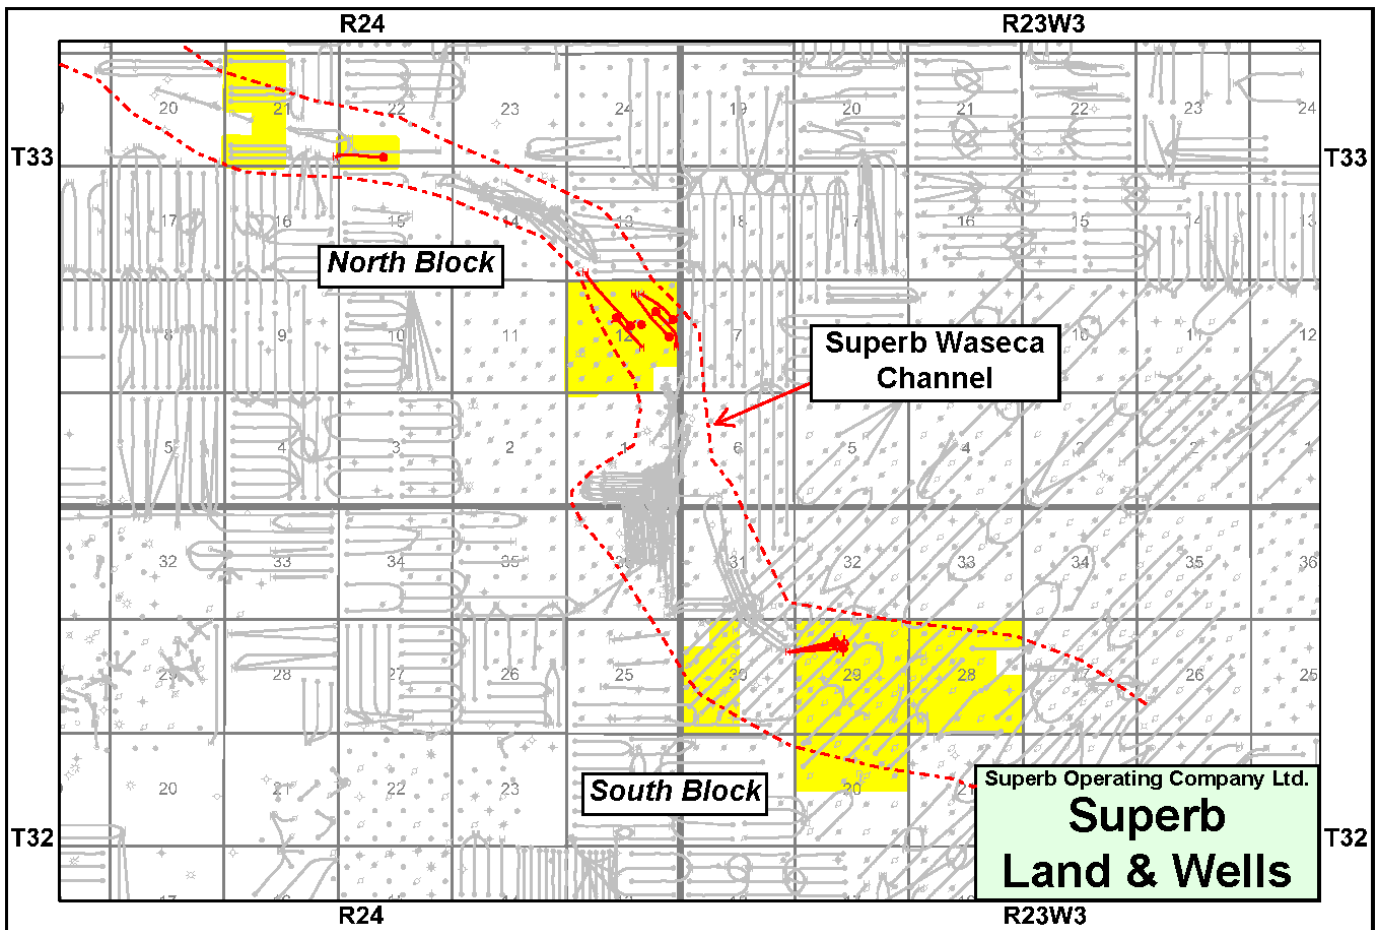 R24 R23W3
20 21 22 23 24 19 20 21 22 23 24
T33 T33
17 16 15 14 13 18 17 16 15 14 13
North Block
8 9 10 11 12 7 10 11 12
Superb Waseca
Channel
4 3 2 1 6 5 4 3 2 1
32 33 34 35 31 32 33 34 35 36
29 28 27 26 25 30 29 28 26 25
South Block
20 22 23 20
Superb Operating Company Ltd.
Superb
Land & Wells
T32 T32
R24 R23W3